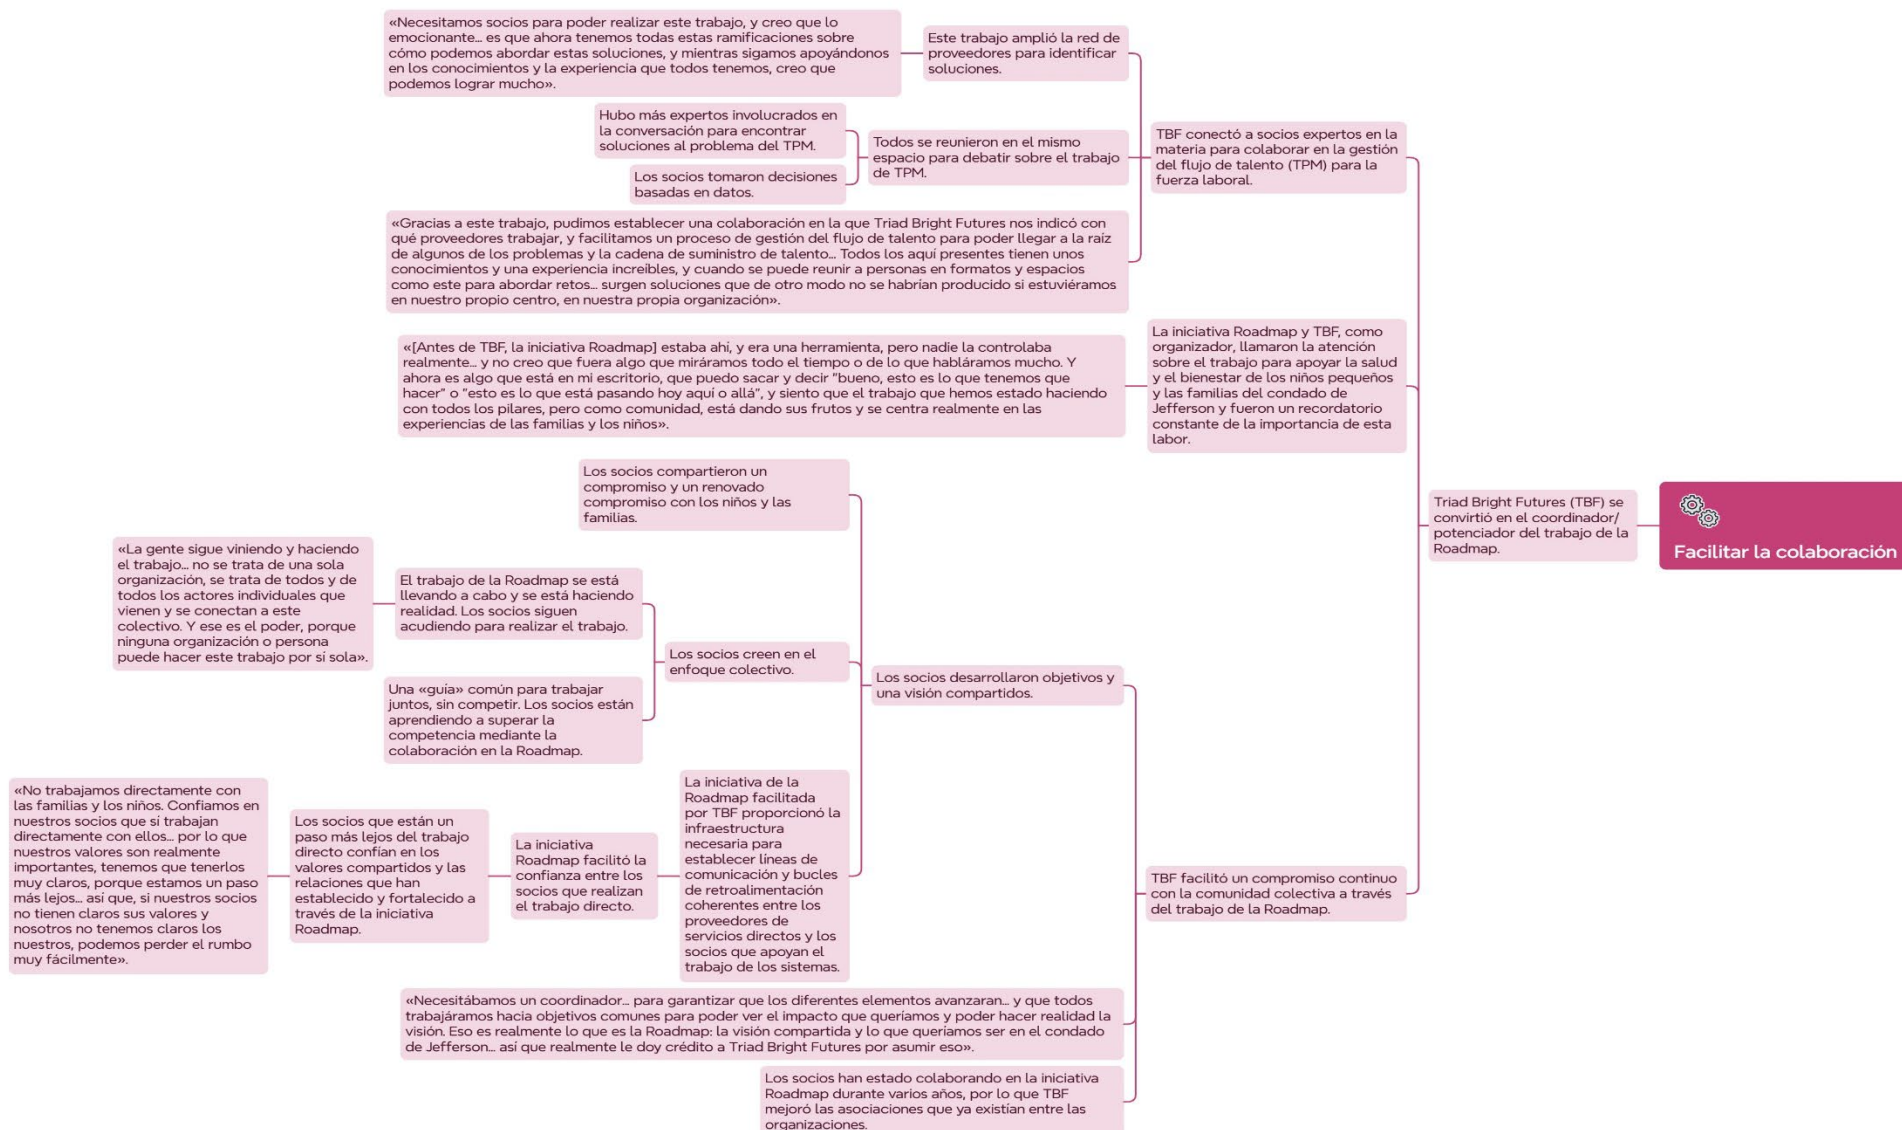 «Necesitamos socios para poder realizar este trabajo, y creo que lo
emocionante… es que ahora tenemos todas estas ramificaciones sobre
cómo podemos abordar estas soluciones, y mientras sigamos apoyándonos
en los conocimientos y la experiencia que todos tenemos, creo que
podemos lograr mucho».
Este trabajo amplió la red de
proveedores para identificar
soluciones.
Hubo más expertos involucrados en
la conversación para encontrar
soluciones al problema del TPM.
Los socios tomaron decisiones
basadas en datos.
Todos se reunieron en el mismo
espacio para debatir sobre el trabajo
de TPM.
TBF conectó a socios expertos en la
materia para colaborar en la gestión
del flujo de talento (TPM) para la
fuerza laboral.
«Gracias a este trabajo, pudimos establecer una colaboración en la que Triad Bright Futures nos indicó con
qué proveedores trabajar, y facilitamos un proceso de gestión del flujo de talento para poder llegar a la raíz
de algunos de los problemas y la cadena de suministro de talento… Todos los aquí presentes tienen unos
conocimientos y una experiencia increíbles, y cuando se puede reunir a personas en formatos y espacios
como este para abordar retos… surgen soluciones que de otro modo no se habrían producido si estuviéramos
en nuestro propio centro, en nuestra propia organización».
«[Antes de TBF, la iniciativa Roadmap] estaba ahí, y era una herramienta, pero nadie la controlaba
realmente… y no creo que fuera algo que miráramos todo el tiempo o de lo que habláramos mucho. Y
ahora es algo que está en mi escritorio, que puedo sacar y decir "bueno, esto es lo que tenemos que
hacer" o "esto es lo que está pasando hoy aquí o allá", y siento que el trabajo que hemos estado haciendo
con todos los pilares, pero como comunidad, está dando sus frutos y se centra realmente en las
experiencias de las familias y los niños».
La iniciativa Roadmap y TBF, como
organizador, llamaron la atención
sobre el trabajo para apoyar la salud
y el bienestar de los niños pequeños
y las familias del condado de
Jefferson y fueron un recordatorio
constante de la importancia de esta
labor.
Triad Bright Futures (TBF) se
convirtió en el coordinador/
potenciador del trabajo de la
Roadmap.
Facilitar la colaboración
Los socios compartieron un
compromiso y un renovado
compromiso con los niños y las
familias.
«La gente sigue viniendo y haciendo
el trabajo… no se trata de una sola
organización, se trata de todos y de
todos los actores individuales que
vienen y se conectan a este
colectivo. Y ese es el poder, porque
ninguna organización o persona
puede hacer este trabajo por sí sola».
El trabajo de la Roadmap se está
llevando a cabo y se está haciendo
realidad. Los socios siguen
acudiendo para realizar el trabajo.
Una «guía» común para trabajar
juntos, sin competir. Los socios están
aprendiendo a superar la
competencia mediante la
colaboración en la Roadmap.
Los socios creen en el
enfoque colectivo.
Los socios desarrollaron objetivos y
una visión compartidos.
«No trabajamos directamente con
las familias y los niños. Confiamos en
nuestros socios que sí trabajan
directamente con ellos… por lo que
nuestros valores son realmente
importantes, tenemos que tenerlos
muy claros, porque estamos un paso
más lejos… así que, si nuestros socios
no tienen claros sus valores y
nosotros no tenemos claros los
nuestros, podemos perder el rumbo
muy fácilmente».
Los socios que están un
paso más lejos del trabajo
directo confían en los
valores compartidos y las
relaciones que han
establecido y fortalecido a
través de la iniciativa
Roadmap.
La iniciativa
Roadmap facilitó la
confianza entre los
socios que realizan
el trabajo directo.
La iniciativa de la
Roadmap facilitada
por TBF proporcionó la
infraestructura
necesaria para
establecer líneas de
comunicación y bucles
de retroalimentación
coherentes entre los
proveedores de
servicios directos y los
socios que apoyan el
trabajo de los sistemas.
TBF facilitó un compromiso continuo
con la comunidad colectiva a través
del trabajo de la Roadmap.
«Necesitábamos un coordinador… para garantizar que los diferentes elementos avanzaran… y que todos
trabajáramos hacia objetivos comunes para poder ver el impacto que queríamos y poder hacer realidad la
visión. Eso es realmente lo que es la Roadmap: la visión compartida y lo que queríamos ser en el condado
de Jefferson… así que realmente le doy crédito a Triad Bright Futures por asumir eso».
Los socios han estado colaborando en la iniciativa
Roadmap durante varios años, por lo que TBF
mejoró las asociaciones que ya existían entre las
organizaciones.